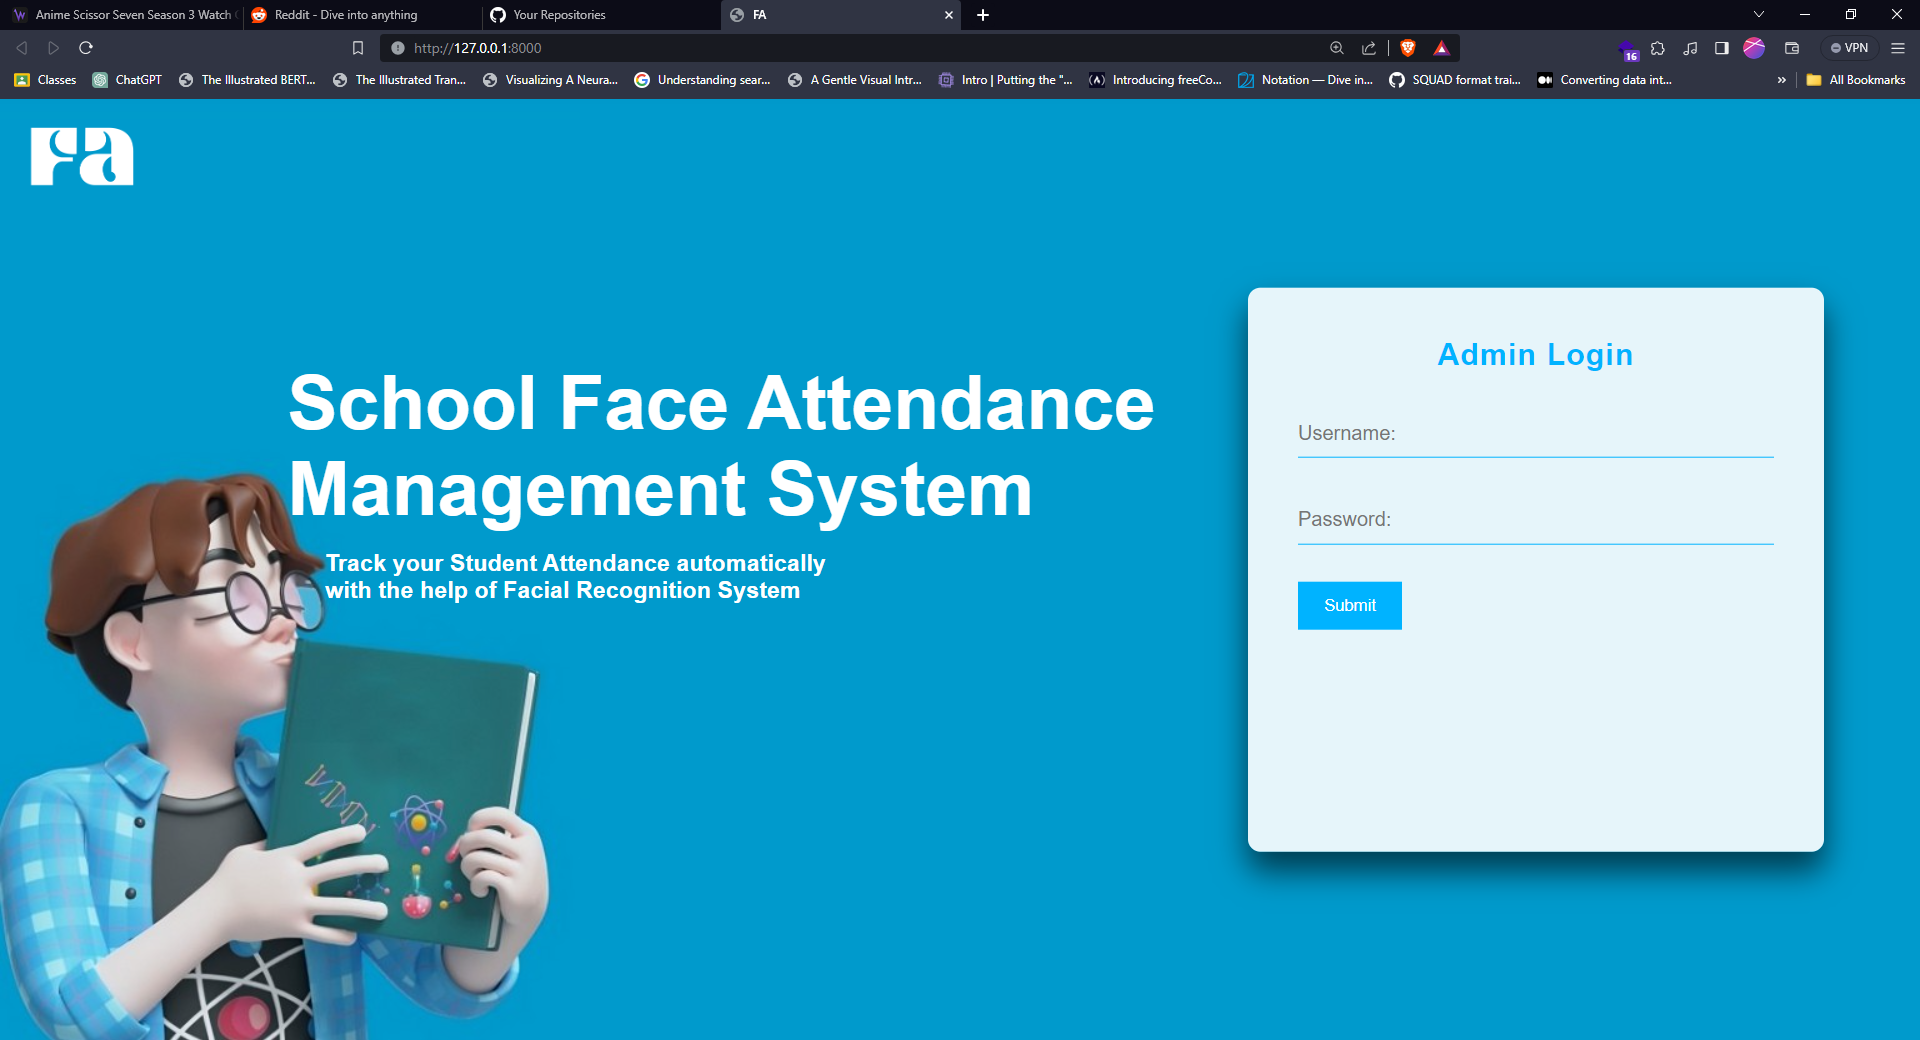 Anime Scissor Seven Season 3 Watch
Reddit - Dive into anything
Your Repositories
FA
http://127.0.0.1:8000
16
VPN
Classes
ChatGPT
The Illustrated BERT...
The Illustrated Tran...
Visualizing A Neura...
Understanding sear...
A Gentle Visual Intr...
Intro | Putting the "...
Introducing freeCo...
Notation — Dive in...
SQUAD format trai...
Converting data int...
»
All Bookmarks
Fa
School Face Attendance
Management System
Track your Student Attendance automatically
with the help of Facial Recognition System
Admin Login
Username:
Password:
Submit